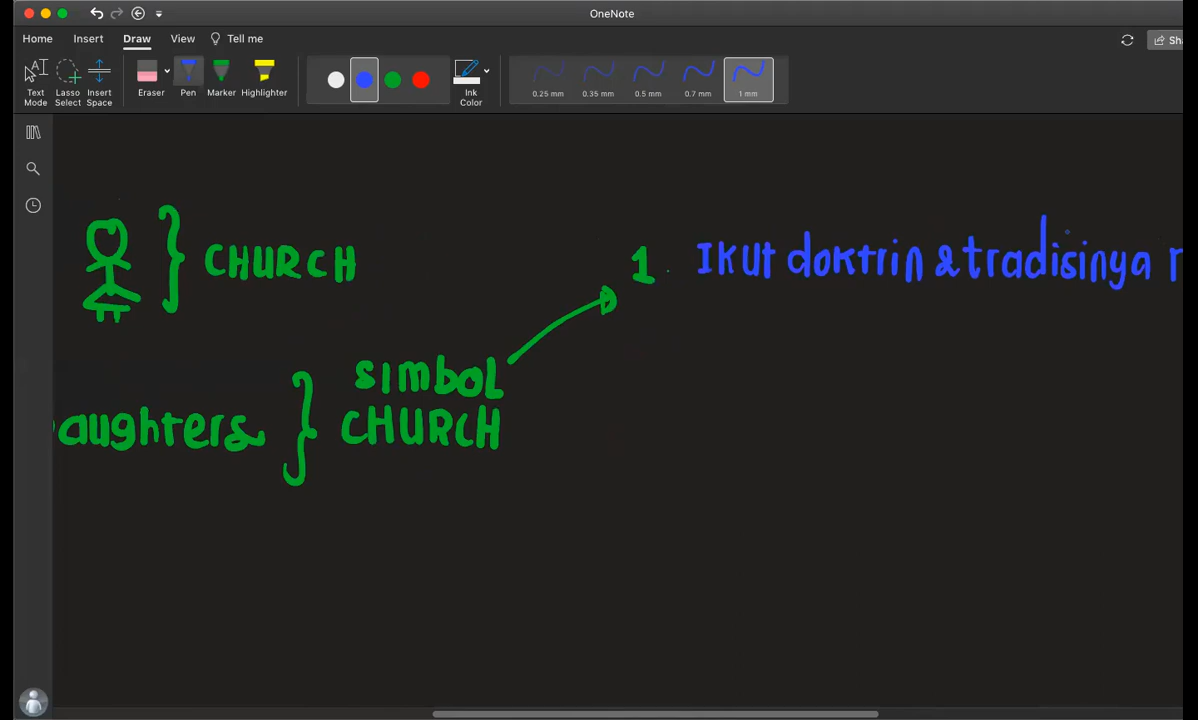 OneNote
Home Insert Draw View Tell me
Text Mode
Lasso Select
Insert Space
Eraser
Pen
Marker
Highlighter
Ink Color
0.25 mm 0.35 mm 0.5 mm 0.7 mm 1 mm
CHURCH
1. IKUT doktrin & tradisinya
simbol
aughters CHURCH